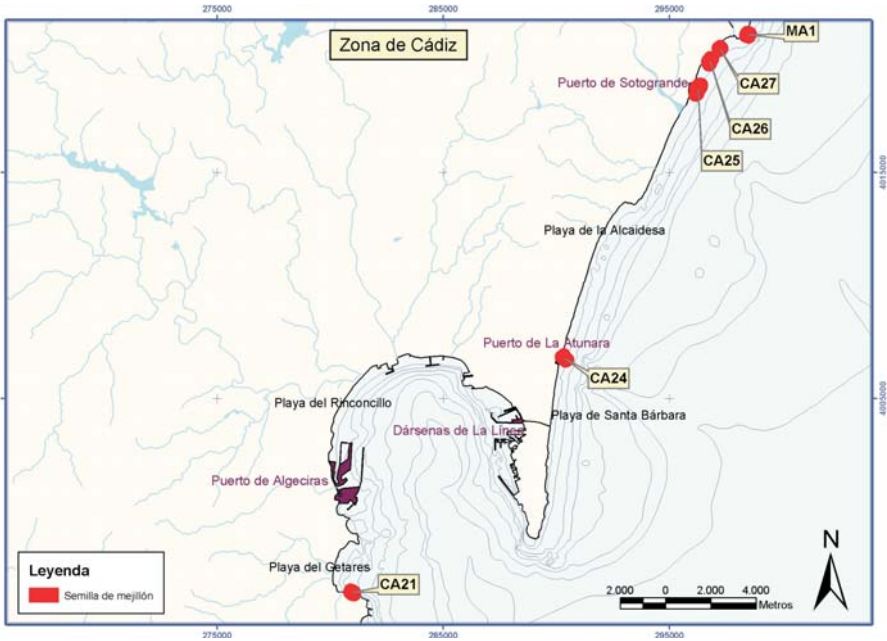 275000
285000
295000
Zona de Cádiz
MA1
CA27
Puerto de Sotogrande
CA26
CA25
4015000
4015000
Playa de la Alcaidesa
Puerto de La Atunara
CA24
4005000
4005000
Playa del Rinconcillo
Playa de Santa Bárbara
Dársenas de La Línea
Puerto de Algeciras
Leyenda
Semilla de mejillón
Playa del Getares
CA21
N
2.000 0 2.000 4.000
Metros
275000
285000
295000